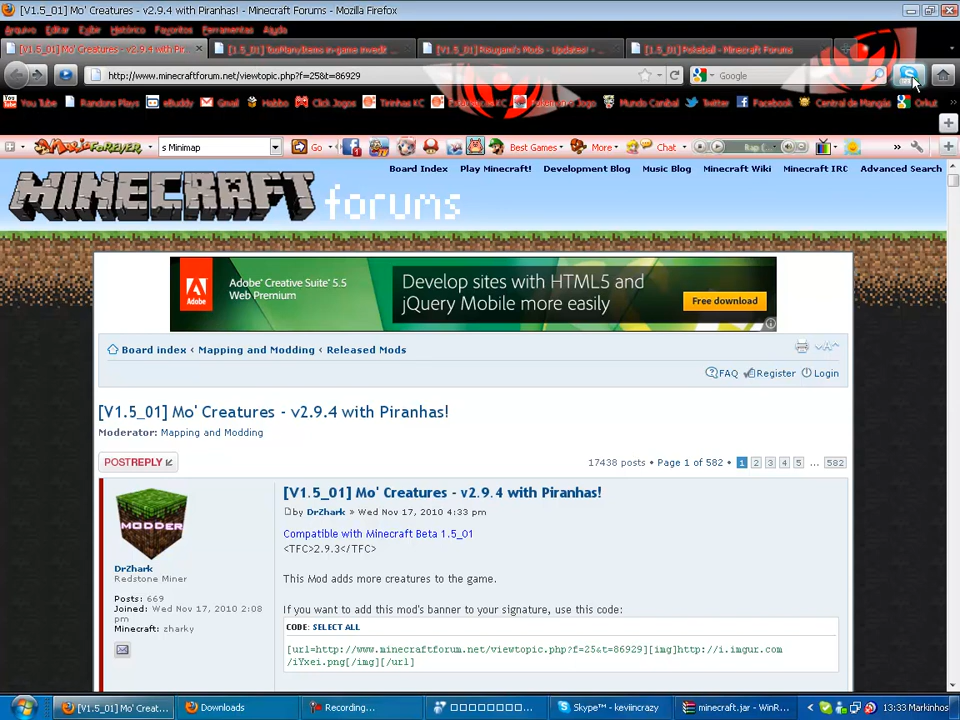 [V1.5_01] Mo' Creatures - v2.9.4 with Piranhas! - Minecraft Forums - Mozilla Firefox
Arquivo Editar Exibir Histórico Favoritos Ferramentas Ajuda
[V1.5_01] Mo' Creatures - v2.9.4 with Pir... [1.5_01] TooManyItems in-game invedit ... [V1.5_01] Risugami's Mods - Updates! - ... [1.5_01] Pokeball - Minecraft Forums
http://www.minecraftforum.net/viewtopic.php?f=25&t=86929 Google
You Tube Randons Plays eBuddy Gmail Habbo Click Jogos Tirinhas KC Mundo Canibal Twitter Facebook Central de Mangás Orkut
MarioForever s Minimap Go Best Games More Chat Rap (...
MINECRAFT forums
Board Index Play Minecraft! Development Blog Music Blog Minecraft Wiki Minecraft IRC Advanced Search
Adobe
Adobe® Creative Suite® 5.5
Web Premium
Develop sites with HTML5 and
jQuery Mobile more easily
Free download
Board index ‹ Mapping and Modding ‹ Released Mods
FAQ Register Login
[V1.5_01] Mo' Creatures - v2.9.4 with Piranhas!
Moderator: Mapping and Modding
POSTREPLY
17438 posts • Page 1 of 582 • 1 2 3 4 5 ... 582
MODDER
DrZhark
Redstone Miner
Posts: 669
Joined: Wed Nov 17, 2010 2:08
pm
Minecraft: zharky
[V1.5_01] Mo' Creatures - v2.9.4 with Piranhas!
by DrZhark » Wed Nov 17, 2010 4:33 pm
Compatible with Minecraft Beta 1.5_01
<TFC>2.9.3</TFC>
This Mod adds more creatures to the game.
If you want to add this mod's banner to your signature, use this code:
CODE: SELECT ALL
[url=http://www.minecraftforum.net/viewtopic.php?f=25&t=86929][img]http://i.imgur.com
/iYxei.png[/img][/url]
[V1.5_01] Mo' Creat... Downloads Recording... Skype™ - keviincrazy minecraft.jar - WinR... 13:33 Markinhos